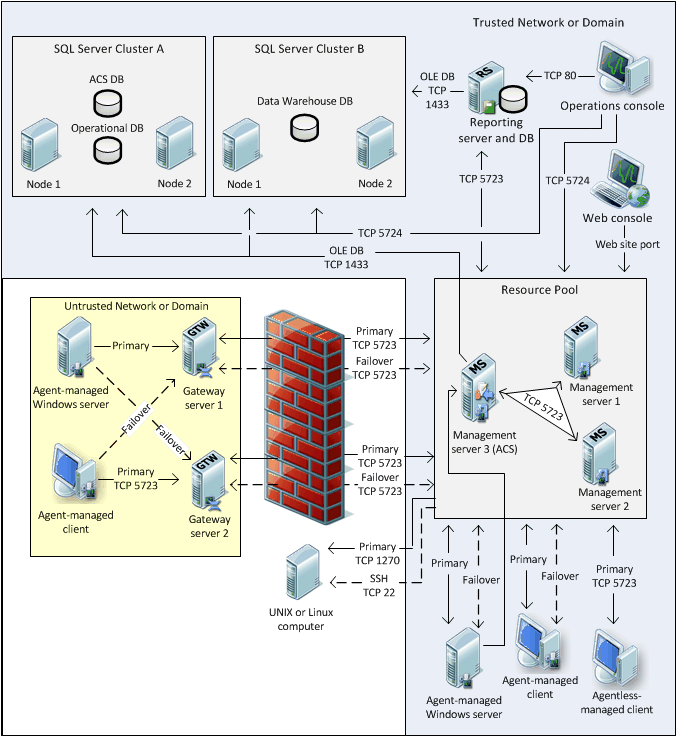 Trusted Network or Domain
SQL Server Cluster A
SQL Server Cluster B
ACS DB
Operational DB
Node 1
Node 2
Data Warehouse DB
Node 1
Node 2
OLE DB
TCP
1433
RS
Reporting
server and DB
TCP 80
Operations console
TCP 5723
TCP 5724
Web console
Web site port
TCP 5724
OLE DB
TCP 1433
Resource Pool
MS
Management
server 1
MS
Management
server 3 (ACS)
TCP 5723
MS
Management
server 2
Untrusted Network or Domain
Agent-managed
Windows server
Primary
GTW
Gateway
server 1
Failover
Failover
Agent-managed
client
Primary
TCP 5723
GTW
Gateway
server 2
Primary
TCP 5723
Failover
TCP 5723
Primary
TCP 5723
Failover
TCP 5723
Primary
TCP 1270
SSH
TCP 22
UNIX or Linux
computer
Primary
Failover
Primary
Failover
Primary
TCP 5723
Agent-managed
Windows server
Agent-managed
client
Agentless-
managed client